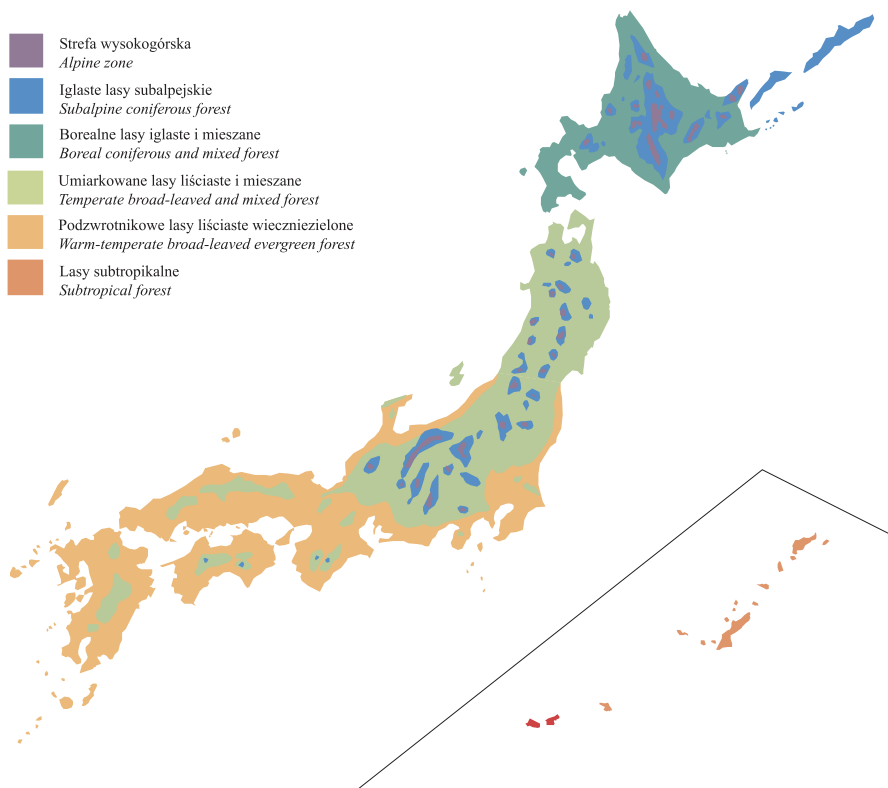 Strefa wysokogórska
Alpine zone
Iglaste lasy subalpejskie
Subalpine coniferous forest
Borealne lasy iglaste i mieszane
Boreal coniferous and mixed forest
Umiarkowane lasy liściaste i mieszane
Temperate broad-leaved and mixed forest
Podzwrotnikowe lasy liściaste wieczniezielone
Warm-temperate broad-leaved evergreen forest
Lasy subtropikalne
Subtropical forest